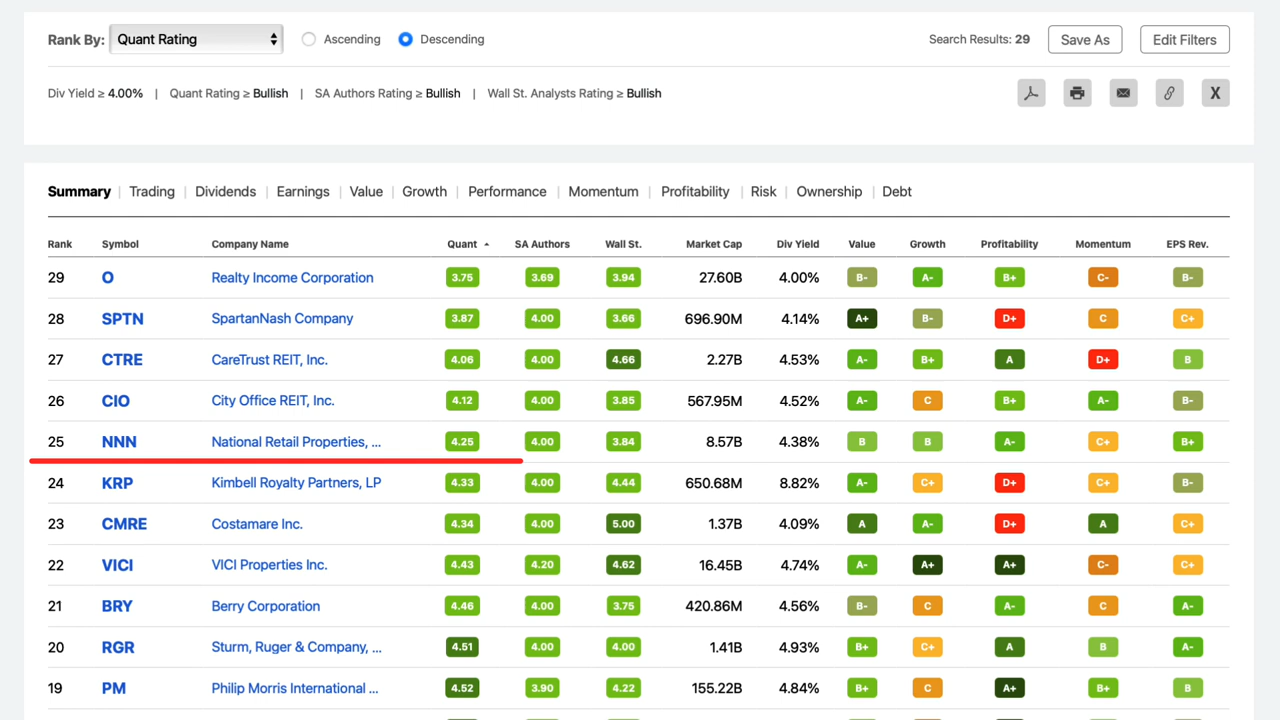 Rank By: Quant Rating Ascending Descending Search Results: 29 Save As Edit Filters
Div Yield ≥ 4.00% | Quant Rating ≥ Bullish | SA Authors Rating ≥ Bullish | Wall St. Analysts Rating ≥ Bullish X
Summary | Trading | Dividends | Earnings | Value | Growth | Performance | Momentum | Profitability | Risk | Ownership | Debt
Rank Symbol Company Name Quant SA Authors Wall St. Market Cap Div Yield Value Growth Profitability Momentum EPS Rev.
29 O Realty Income Corporation 3.75 3.69 3.94 27.60B 4.00% B- A- B+ C- B-
28 SPTN SpartanNash Company 3.87 4.00 3.66 696.90M 4.14% A+ B- D+ C C+
27 CTRE CareTrust REIT, Inc. 4.06 4.00 4.66 2.27B 4.53% A- B+ A D+ B
26 CIO City Office REIT, Inc. 4.12 4.00 3.85 567.95M 4.52% A- C B+ A- B-
25 NNN National Retail Properties, ... 4.25 4.00 3.84 8.57B 4.38% B B A- C+ B+
24 KRP Kimbell Royalty Partners, LP 4.33 4.00 4.44 650.68M 8.82% A- C+ D+ C+ B-
23 CMRE Costamare Inc. 4.34 4.00 5.00 1.37B 4.09% A A- D+ A C+
22 VICI VICI Properties Inc. 4.43 4.20 4.62 16.45B 4.74% A- A+ A+ C- C+
21 BRY Berry Corporation 4.46 4.00 3.75 420.86M 4.56% B- C A- C A-
20 RGR Sturm, Ruger & Company, ... 4.51 4.00 4.00 1.41B 4.93% B+ C+ A B A-
19 PM Philip Morris International ... 4.52 3.90 4.22 155.22B 4.84% B+ C A+ B+ B